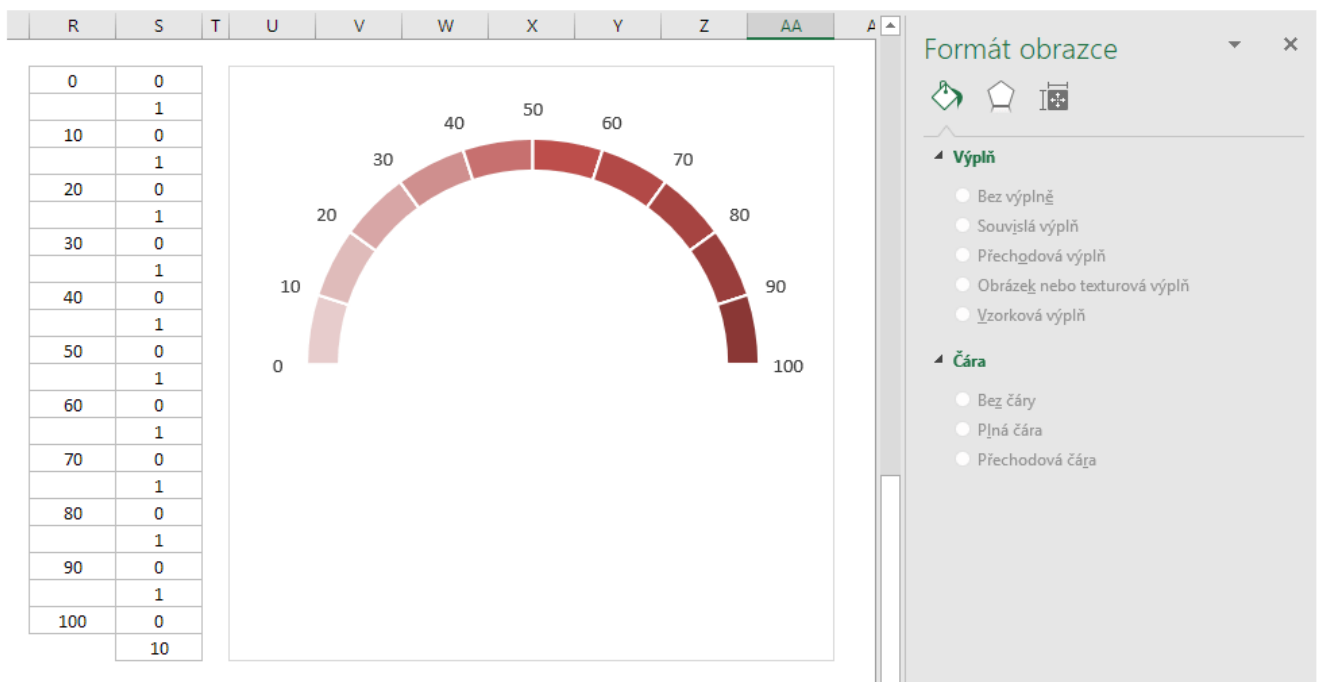 R S T U V W X Y Z AA
Formát obrazce
0 0
1
10 0
1
20 0
1
30 0
1
40 0
1
50 0
1
60 0
1
70 0
1
80 0
1
90 0
1
100 0
10
50
40 60
30 70
20 80
10 90
0 100
Výplň
Bez výplně
Souvislá výplň
Přechodová výplň
Obrázek nebo texturová výplň
Vzorková výplň
Čára
Bez čáry
Plná čára
Přechodová čára